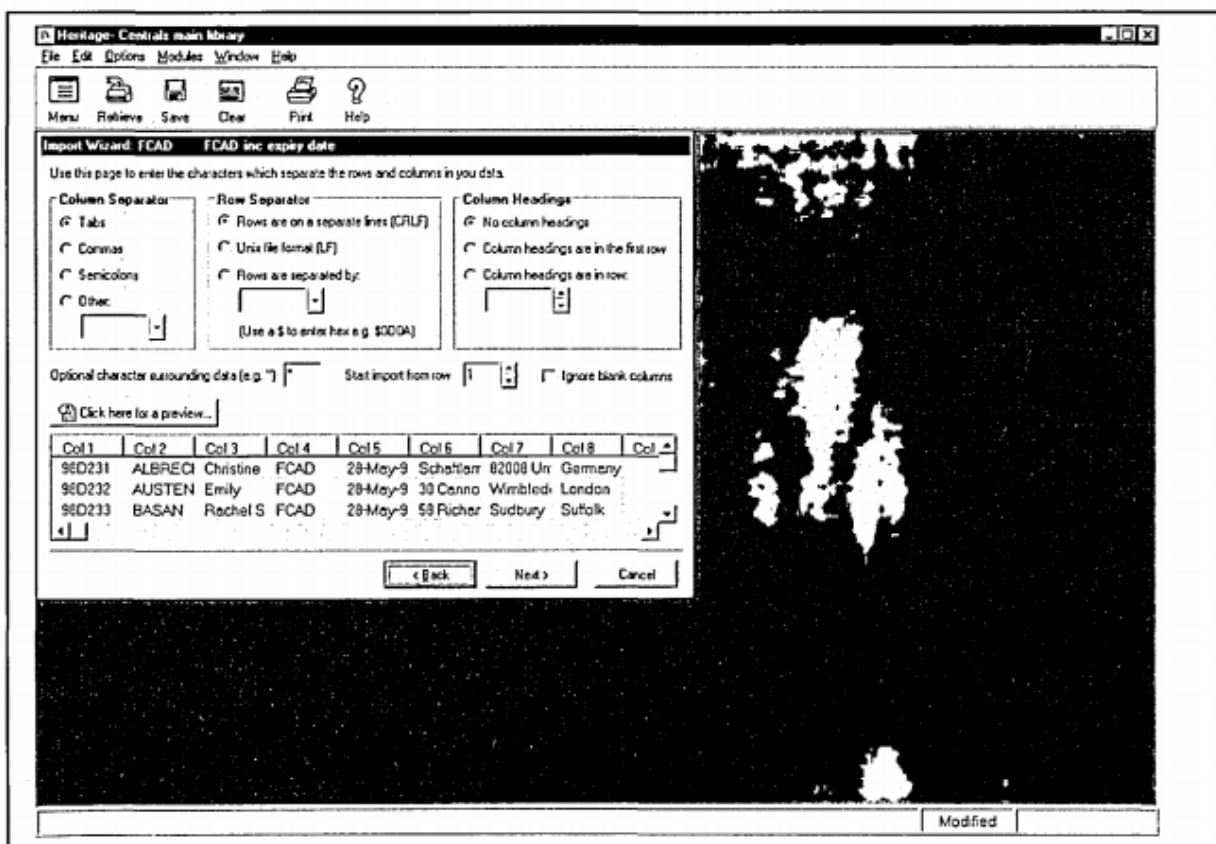 Heritage- Centrals main library
File Edit Options Modules Window Help
Menu Retrieve Save Clear Print Help
Import Wizard: FCAD FCAD inc expiry date
Use this page to enter the characters which separate the rows and columns in you data.
Column Separator Row Separator Column Headings
Tabs Rows are on a separate lines (CRLF) No column headings
Commas Unix file format (LF) Column headings are in the first row
Semicolons Rows are separated by: Column headings are in row:
Other:
(Use a $ to enter hex e.g. $0D0A)
Optional character surrounding data (e.g. ") " Start import from row 1 Ignore blank columns
Click here for a preview...
Col 1 Col 2 Col 3 Col 4 Col 5 Col 6 Col 7 Col 8 Col
98D231 ALBRECI Christine FCAD 28-May-9 82008 Un Germany
98D232 AUSTEN Emily FCAD 28-May-9 30 Canno Wimbled London
98D233 BASAN Rachel S FCAD 28-May-9 58 Richar Sudbury Suffolk
< Back Next > Cancel
Modified